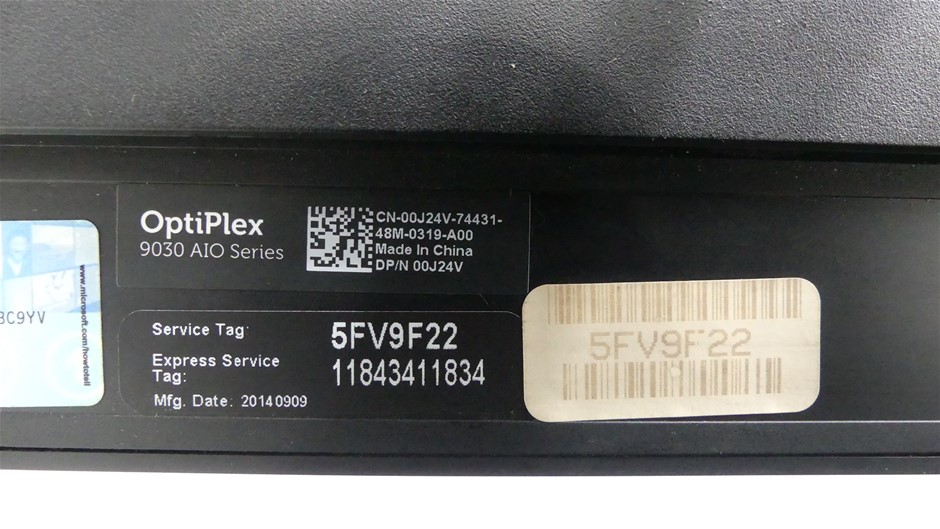 OptiPlex
9030 AIO Series
CN-00J24V-74431-
48M-0319-A00
Made In China
DP/N 00J24V
www.microsoft.com/howtotell
3C9YV
Service Tag:
5FV9F22
Express Service
Tag:
11843411834
Mfg. Date: 20140909
5FV9F22